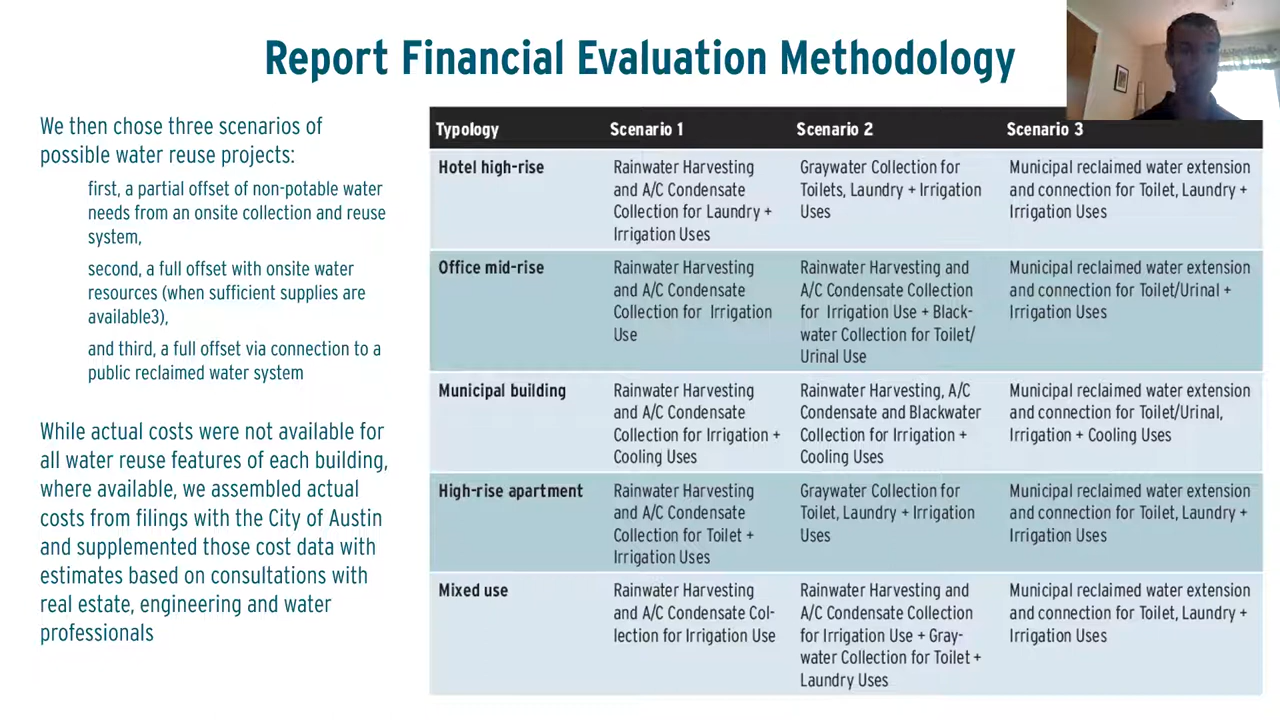 Report Financial Evaluation Methodology
We then chose three scenarios of
possible water reuse projects:
first, a partial offset of non-potable water
needs from an onsite collection and reuse
system,
second, a full offset with onsite water
resources (when sufficient supplies are
available3),
and third, a full offset via connection to a
public reclaimed water system
While actual costs were not available for
all water reuse features of each building,
where available, we assembled actual
costs from filings with the City of Austin
and supplemented those cost data with
estimates based on consultations with
real estate, engineering and water
professionals
Typology Scenario 1 Scenario 2 Scenario 3
Hotel high-rise
Rainwater Harvesting
and A/C Condensate
Collection for Laundry +
Irrigation Uses
Graywater Collection for
Toilets, Laundry + Irrigation
Uses
Municipal reclaimed water extension
and connection for Toilet, Laundry +
Irrigation Uses
Office mid-rise
Rainwater Harvesting
and A/C Condensate
Collection for Irrigation
Use
Rainwater Harvesting and
A/C Condensate Collection
for Irrigation Use + Black-
water Collection for Toilet/
Urinal Use
Municipal reclaimed water extension
and connection for Toilet/Urinal +
Irrigation Uses
Municipal building
Rainwater Harvesting
and A/C Condensate
Collection for Irrigation +
Cooling Uses
Rainwater Harvesting, A/C
Condensate and Blackwater
Collection for Irrigation +
Cooling Uses
Municipal reclaimed water extension
and connection for Toilet/Urinal,
Irrigation + Cooling Uses
High-rise apartment
Rainwater Harvesting
and A/C Condensate
Collection for Toilet +
Irrigation Uses
Graywater Collection for
Toilet, Laundry + Irrigation
Uses
Municipal reclaimed water extension
and connection for Toilet, Laundry +
Irrigation Uses
Mixed use
Rainwater Harvesting
and A/C Condensate Col-
lection for Irrigation Use
Rainwater Harvesting and
A/C Condensate Collection
for Irrigation Use + Gray-
water Collection for Toilet +
Laundry Uses
Municipal reclaimed water extension
and connection for Toilet, Laundry +
Irrigation Uses